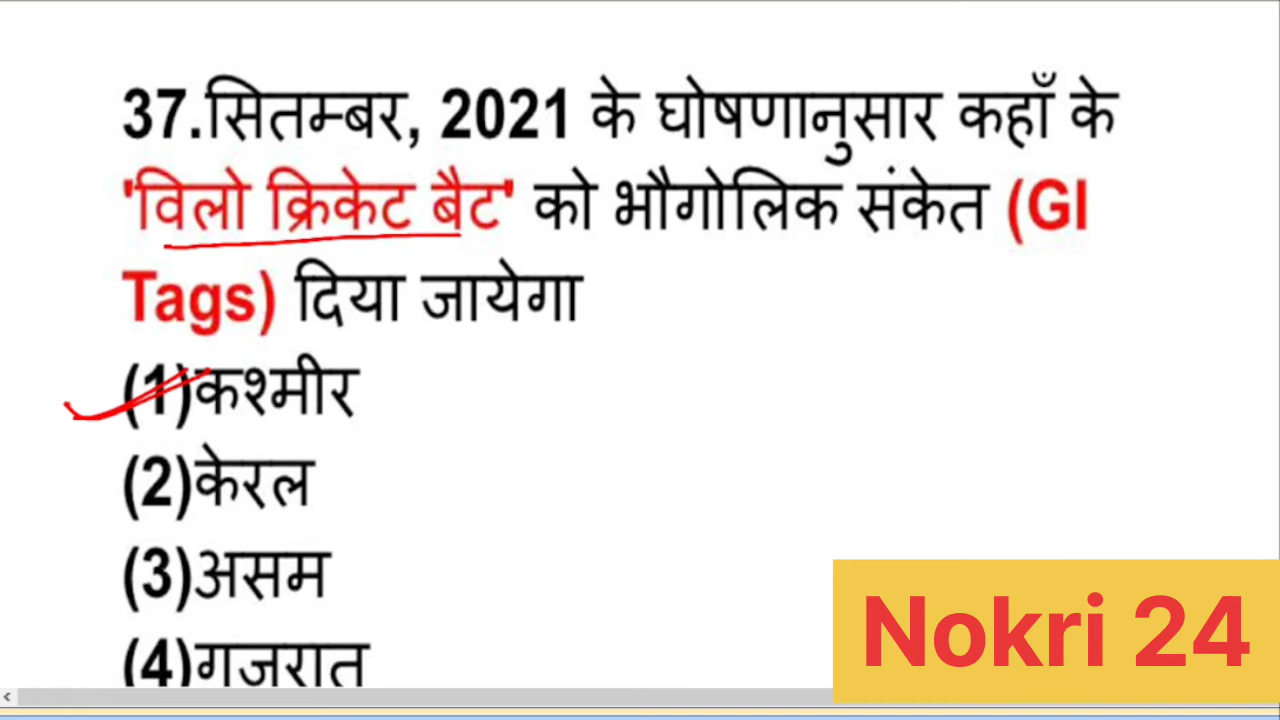 37.सितम्बर, 2021 के घोषणानुसार कहाँ के
'विलो क्रिकेट बैट' को भौगोलिक संकेत (GI
Tags) दिया जायेगा
(1)कश्मीर
(2)केरल
(3)असम
(4)गुजरात
Nokri 24